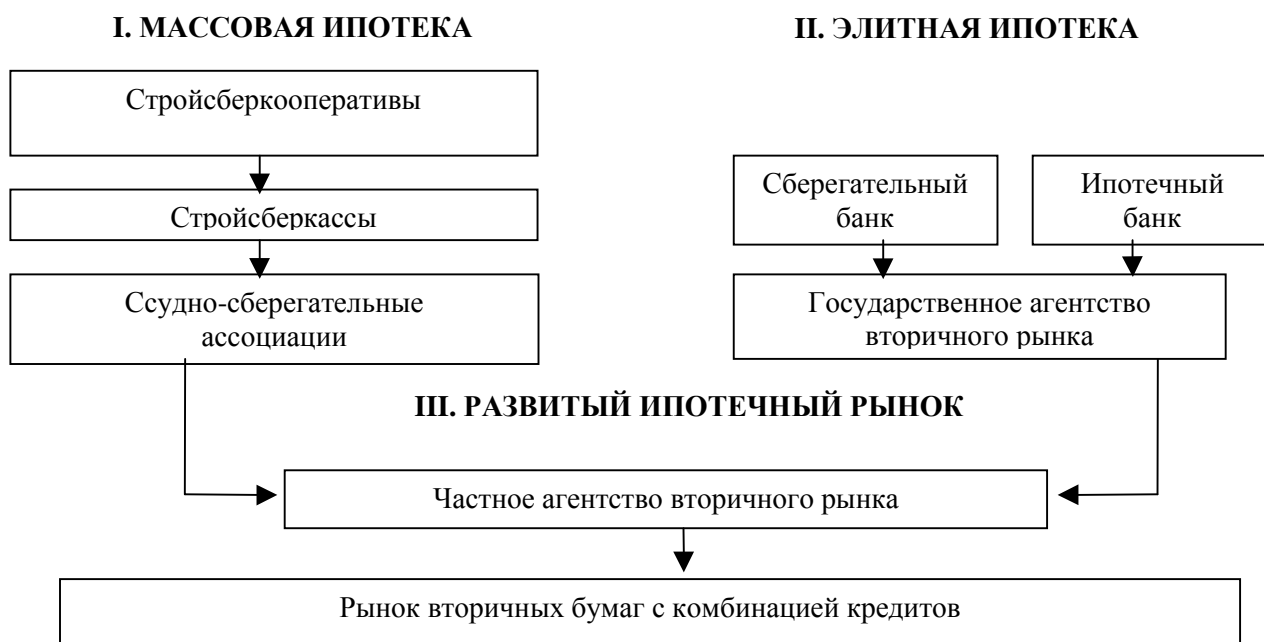 I. МАССОВАЯ ИПОТЕКА
II. ЭЛИТНАЯ ИПОТЕКА
Стройсберкооперативы
Стройсберкассы
Ссудно-сберегательные
ассоциации
Сберегательный
банк
Ипотечный
банк
Государственное агентство
вторичного рынка
III. РАЗВИТЫЙ ИПОТЕЧНЫЙ РЫНОК
Частное агентство вторичного рынка
Рынок вторичных бумаг с комбинацией кредитов